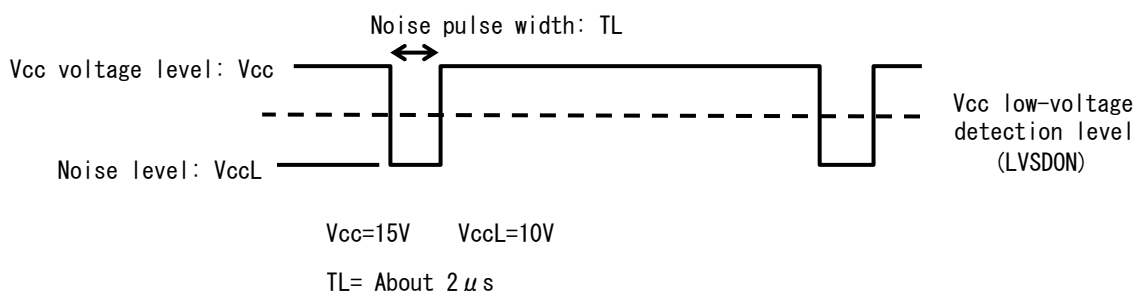 Noise pulse width: TL
Vcc voltage level: Vcc
Vcc low-voltage
detection level
(LVSDON)
Noise level: VccL
Vcc=15V VccL=10V
TL= About 2μs